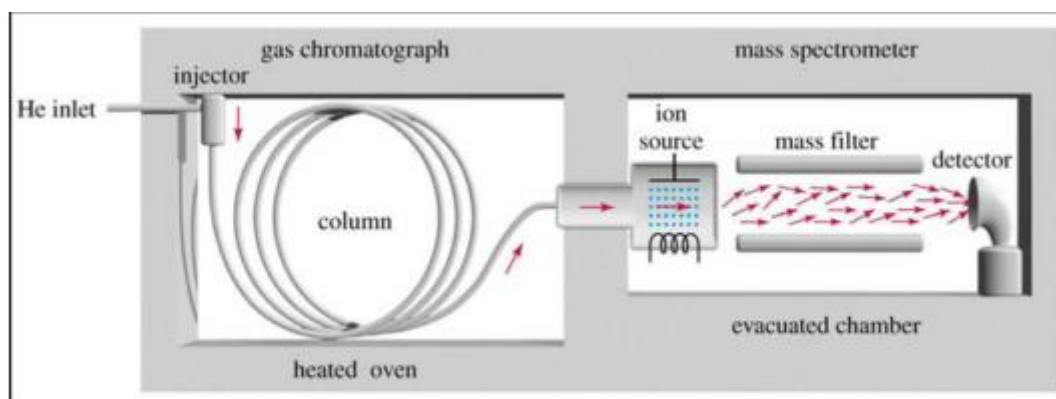 gas chromatograph
mass spectrometer
injector
He inlet
ion
source
mass filter
detector
column
evacuated chamber
heated oven